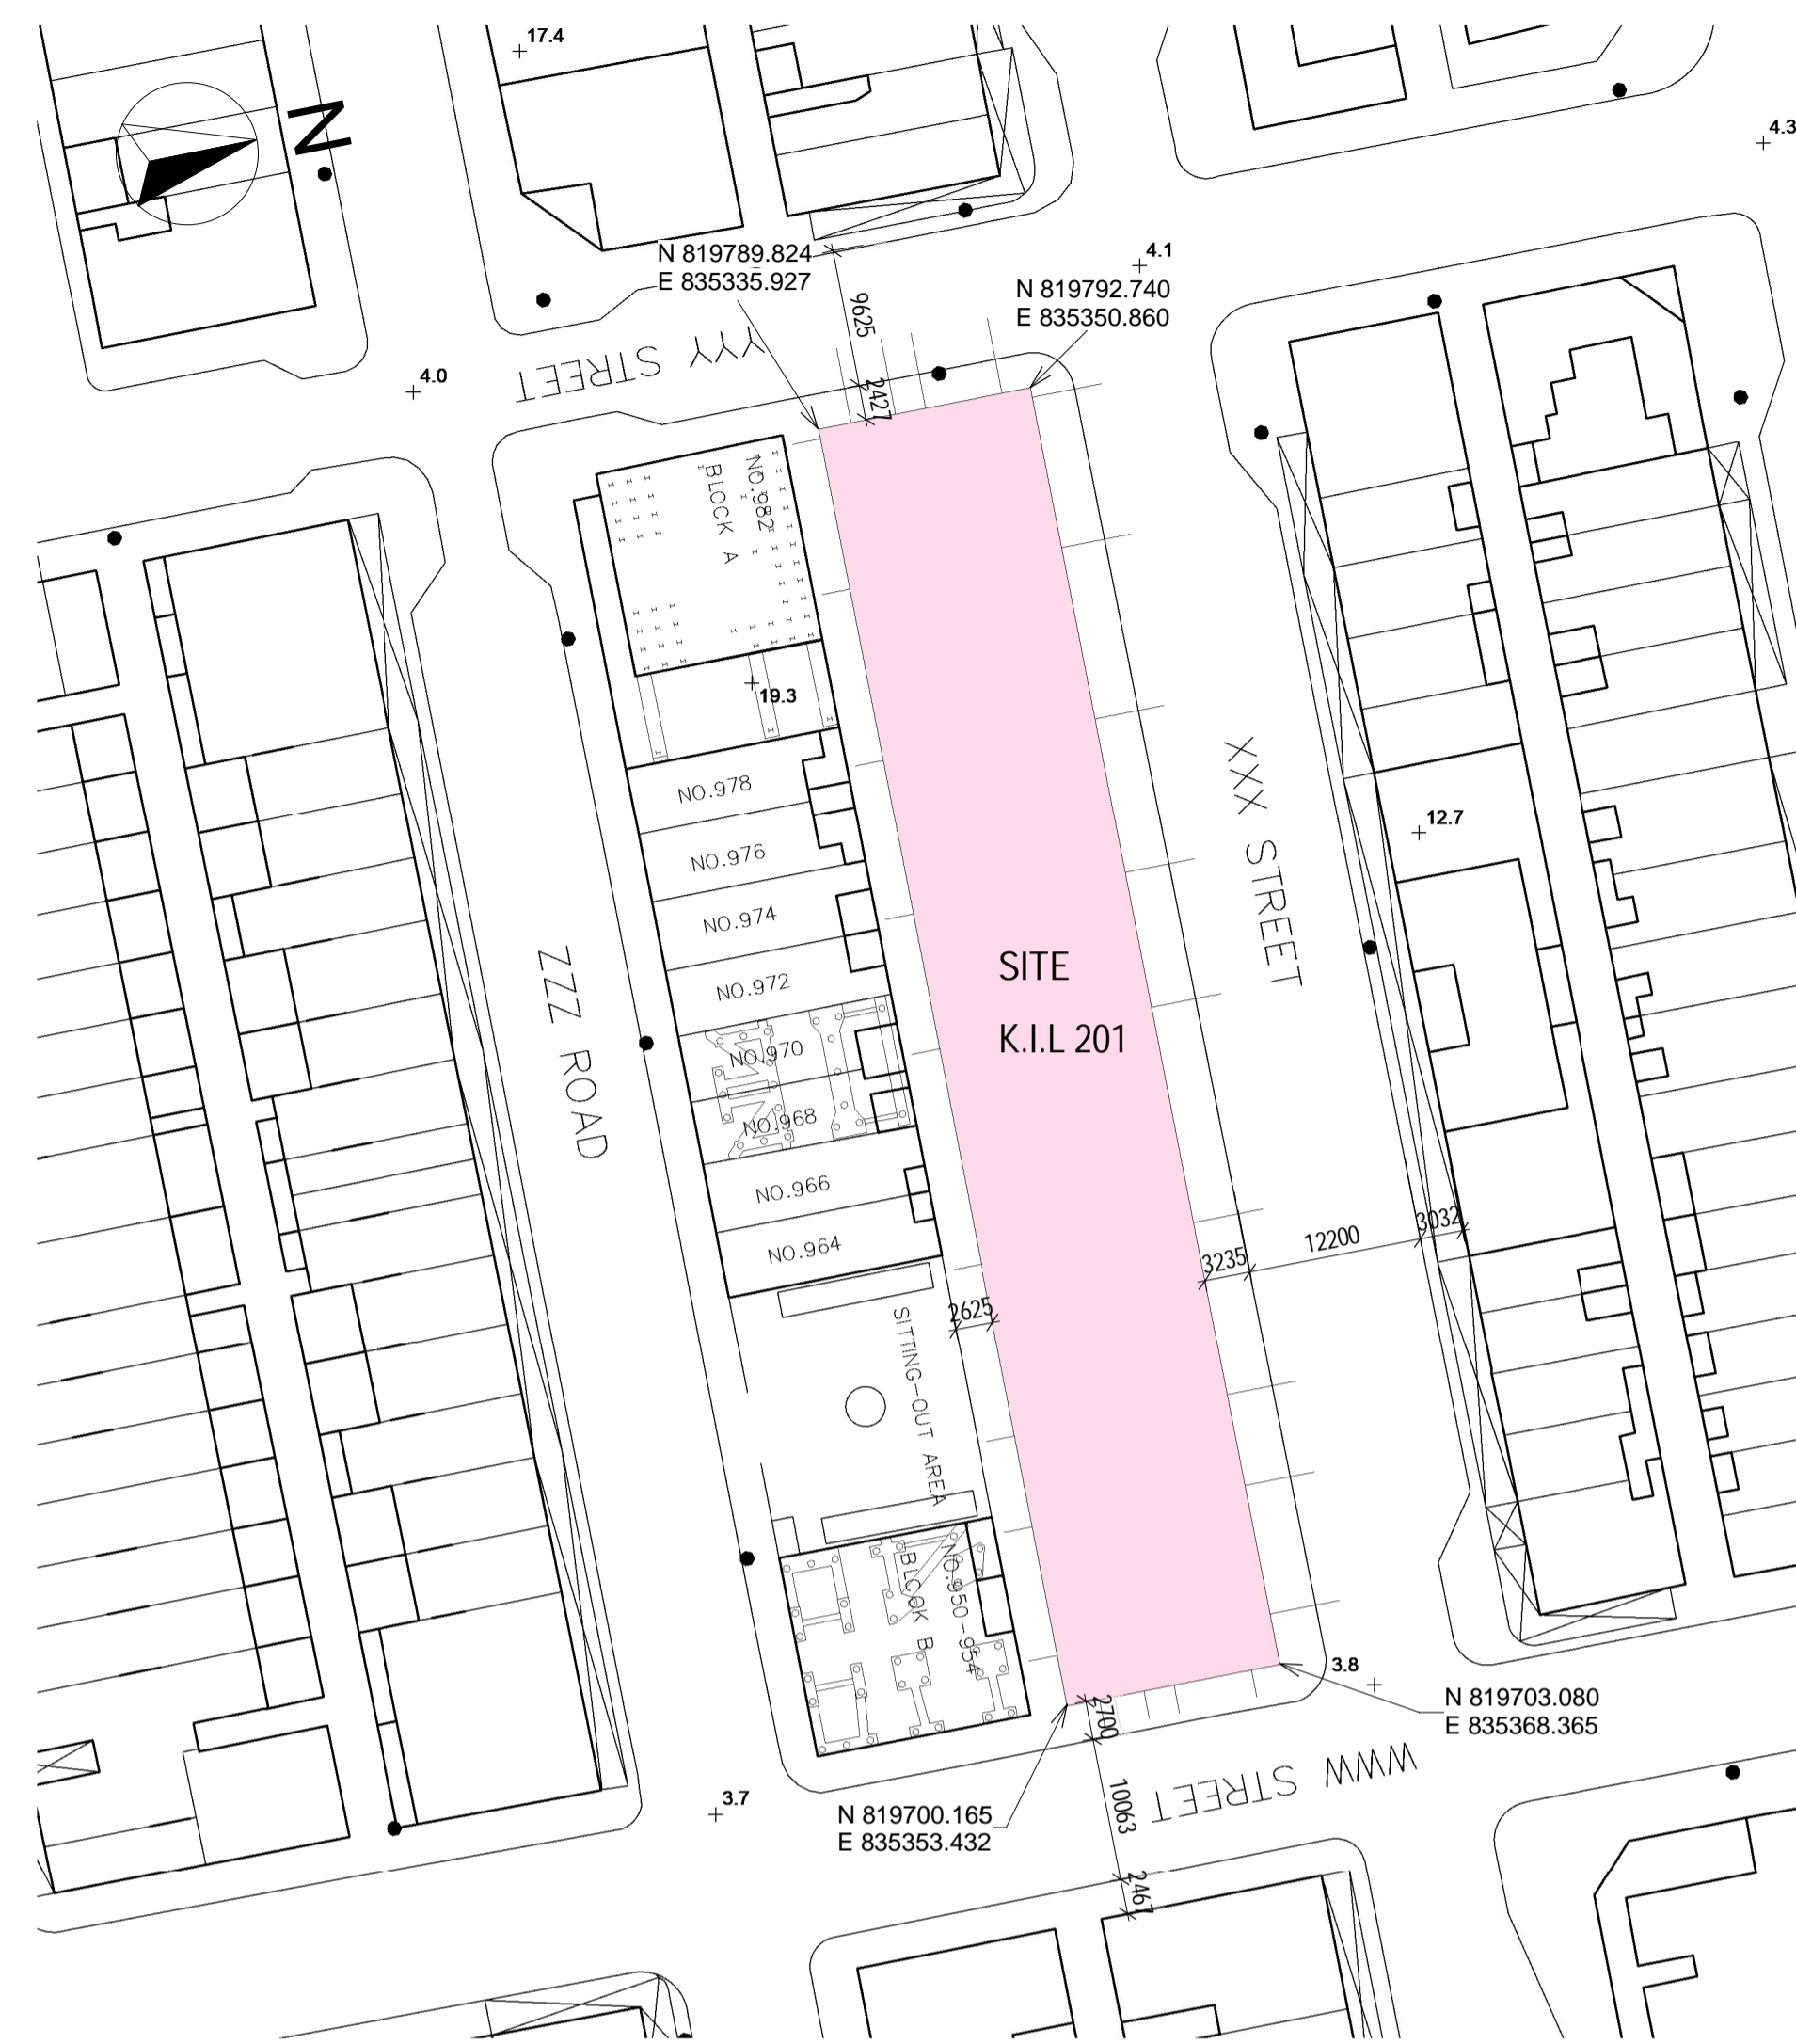 17.4
N
4.3
N 819789.824
E 835335.927
4.1
N 819792.740
E 835350.860
9625
YYY STREET
4.0
2427
NO.982
BLOCK A
19.3
XXX STREET
NO.978
12.7
NO.976
NO.974
ZZZ ROAD
SITE
K.I.L 201
NO.972
NO.970
NO.968
NO.966
NO.964
3235
12200
3032
2625
SITTING-OUT AREA
NO.950-954
BLCOK B
3.8
N 819703.080
E 835368.365
2700
WWW STREET
3.7
10063
N 819700.165
E 835353.432
2467